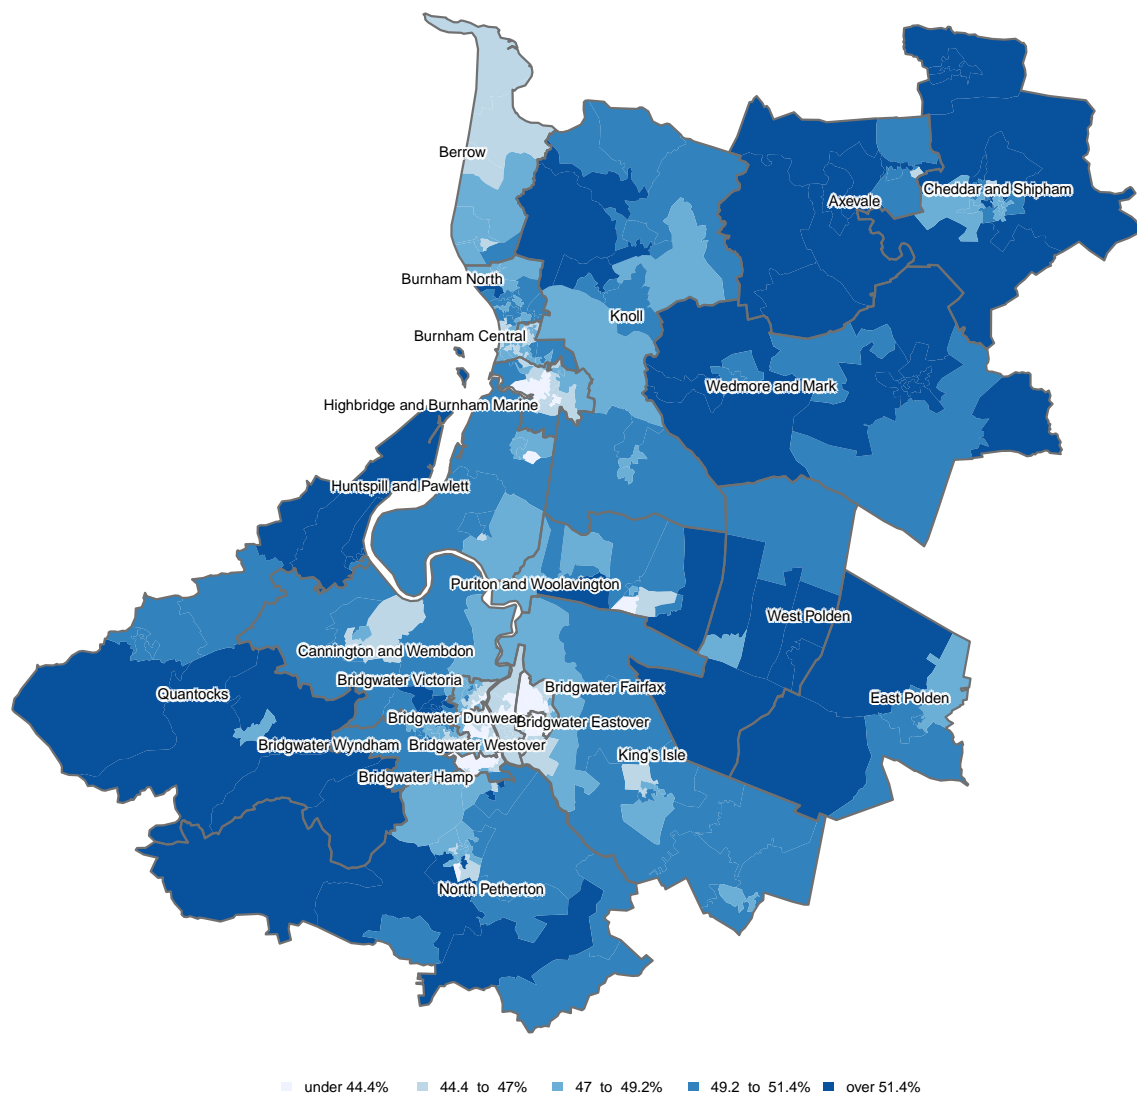 Berrow
Cheddar and Shipham
Axevale
Burnham North
Knoll
Burnham Central
Wedmore and Mark
Highbridge and Burnham Marine
Huntspill and Pawlett
Puriton and Woolavington
West Polden
Cannington and Wembdon
Bridgwater Victoria
Bridgwater Fairfax
Quantocks
East Polden
Bridgwater Dunwear
Bridgwater Eastover
Bridgwater Wyndham
Bridgwater Westover
King's Isle
Bridgwater Hamp
North Petherton
under 44.4% 44.4 to 47% 47 to 49.2% 49.2 to 51.4% over 51.4%